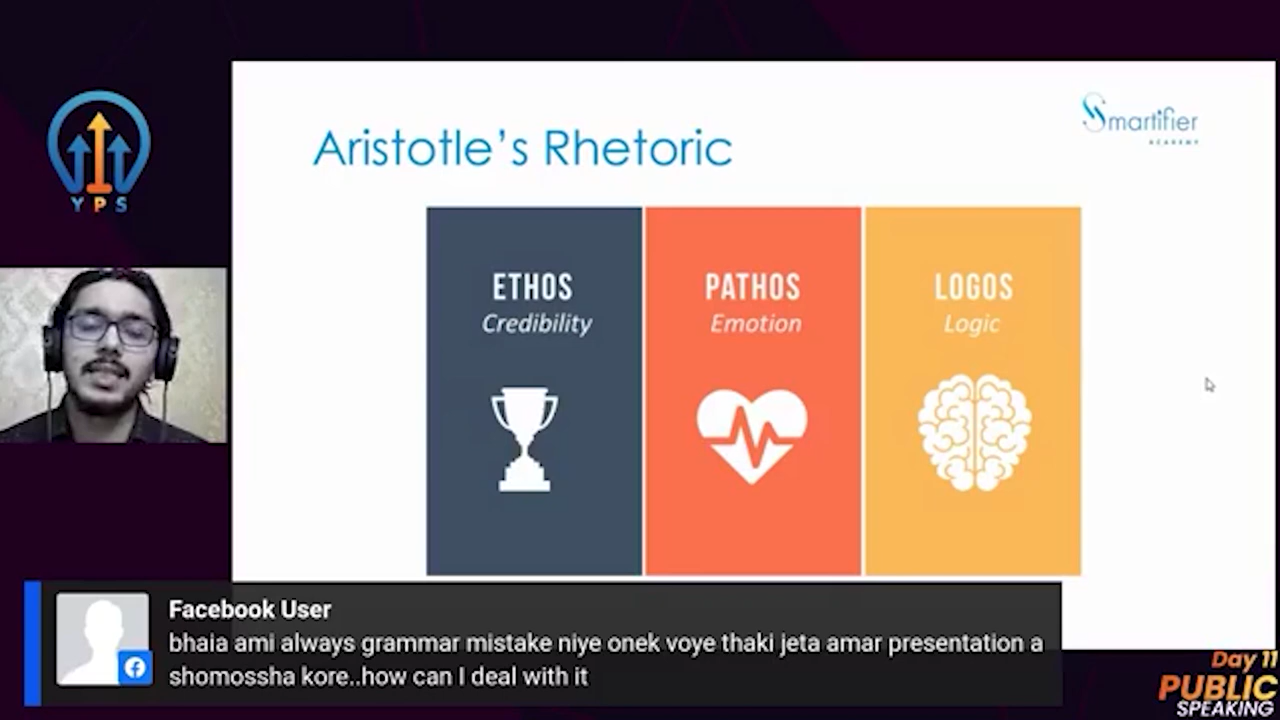 Smartifier
ACADEMY
Aristotle’s Rhetoric
YPS
ETHOS
Credibility
PATHOS
Emotion
LOGOS
Logic
Facebook User
bhaia ami always grammar mistake niye onek voye thaki jeta amar presentation a
shomossha kore..how can I deal with it
Day 11
PUBLIC
SPEAKING